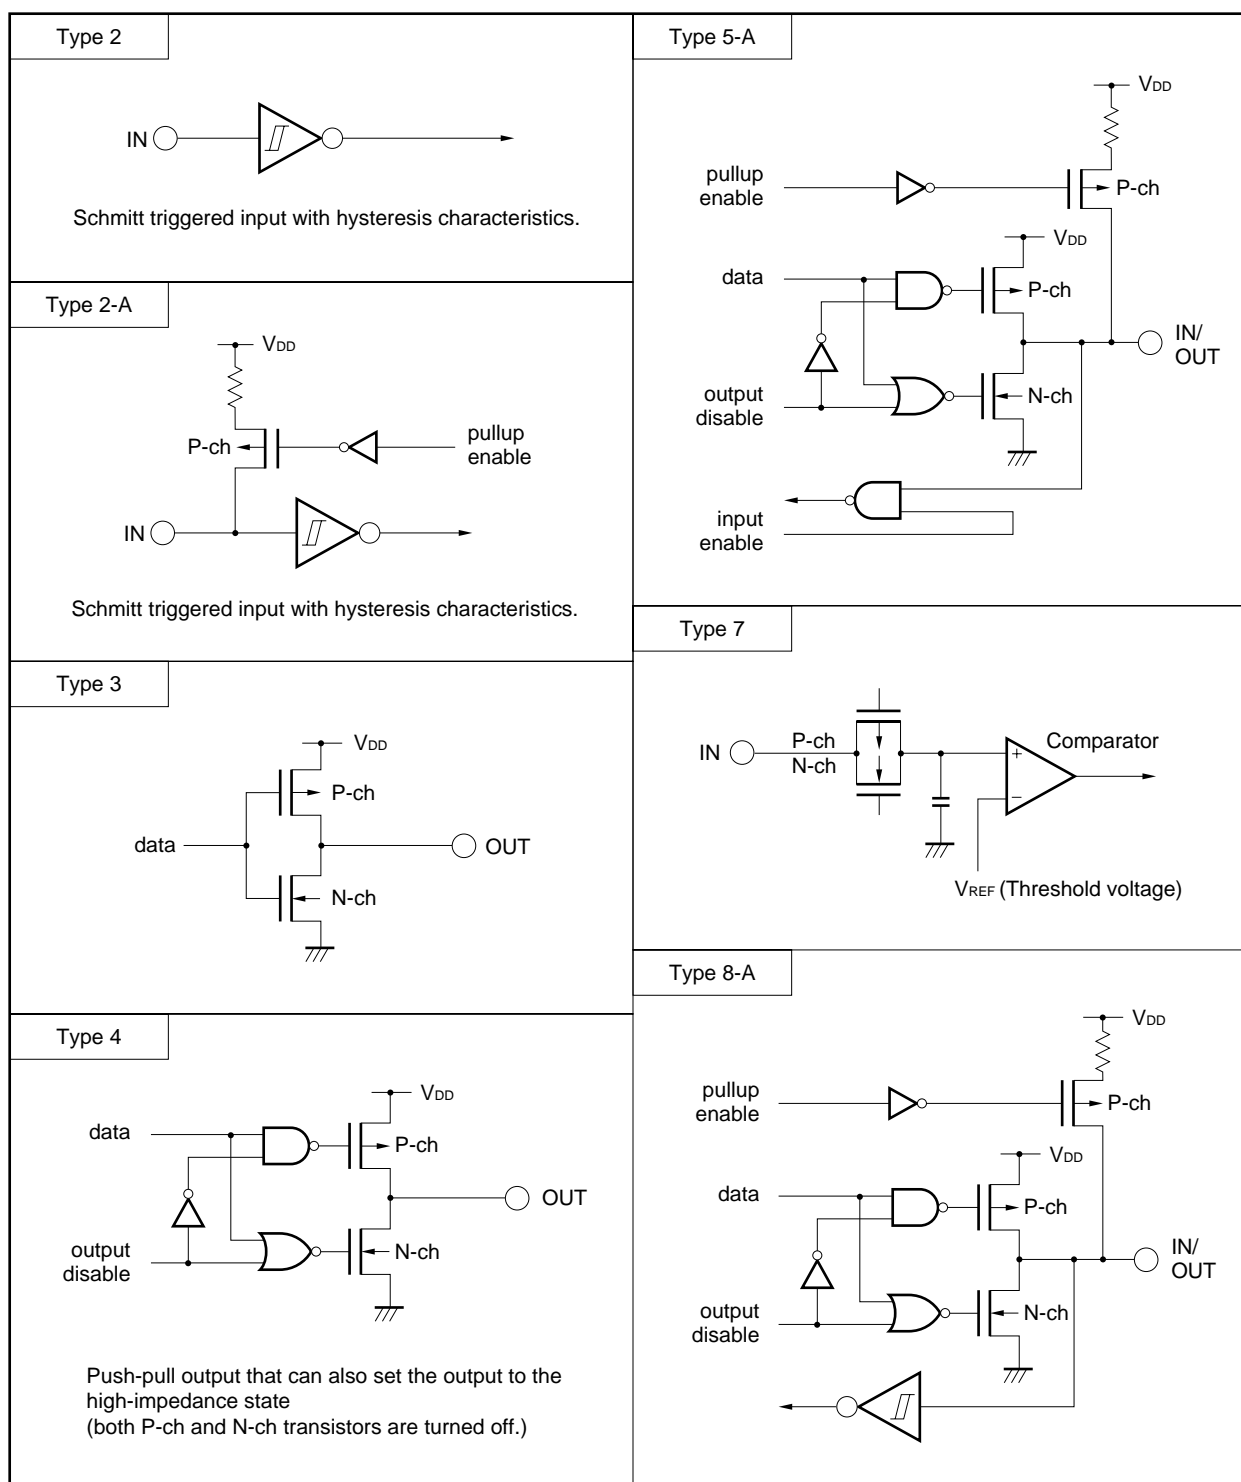 Type 2
IN
Schmitt triggered input with hysteresis characteristics.
Type 2-A
VDD
P-ch
pullup
enable
IN
Schmitt triggered input with hysteresis characteristics.
Type 3
VDD
P-ch
data
OUT
N-ch
Type 4
VDD
data
P-ch
OUT
output
disable
N-ch
Push-pull output that can also set the output to the
high-impedance state
(both P-ch and N-ch transistors are turned off.)
Type 5-A
VDD
pullup
enable
P-ch
VDD
data
P-ch
IN/
OUT
output
disable
N-ch
input
enable
Type 7
IN
P-ch
N-ch
Comparator
+
−
VREF (Threshold voltage)
Type 8-A
VDD
pullup
enable
P-ch
VDD
data
P-ch
IN/
OUT
output
disable
N-ch